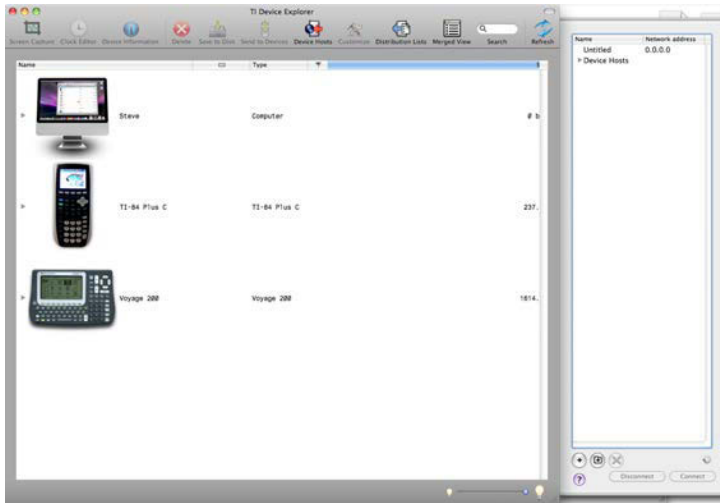 TI Device Explorer
Screen Capture Clock Editor Device Information Delete Save to Disk Send to Devices Device Hosts Customize Distribution Lists Merged View Search Refresh
Name Type
Steve Computer 0 b
TI-84 Plus C TI-84 Plus C 237.
Voyage 200 Voyage 200 1614.
Name Network address
Untitled 0.0.0.0
Device Hosts
Disconnect Connect